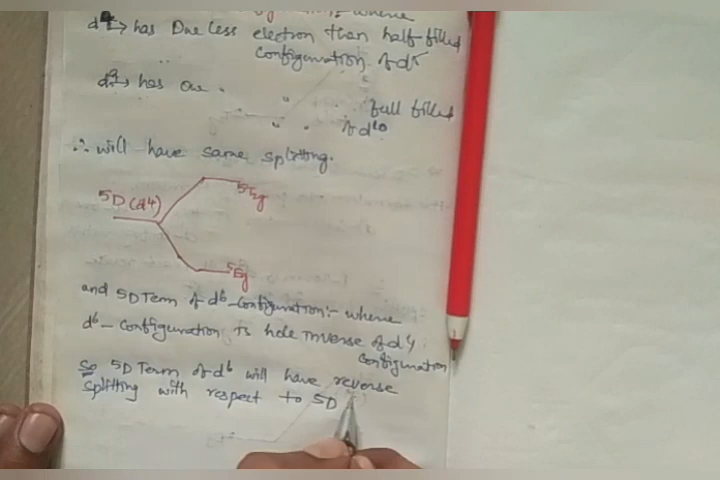 where
d4 → has One less electron than half filled
configuration of d5
d9 → has one " " " "
full filled
of d10
∴ will have same splitting.
5D (d4)
5T2g
5Eg
and 5D Term of d6-configuration:- where
d6- configuration is hole inverse of d4
configuration
So 5D Term of d6 will have reverse
splitting with respect to 5D